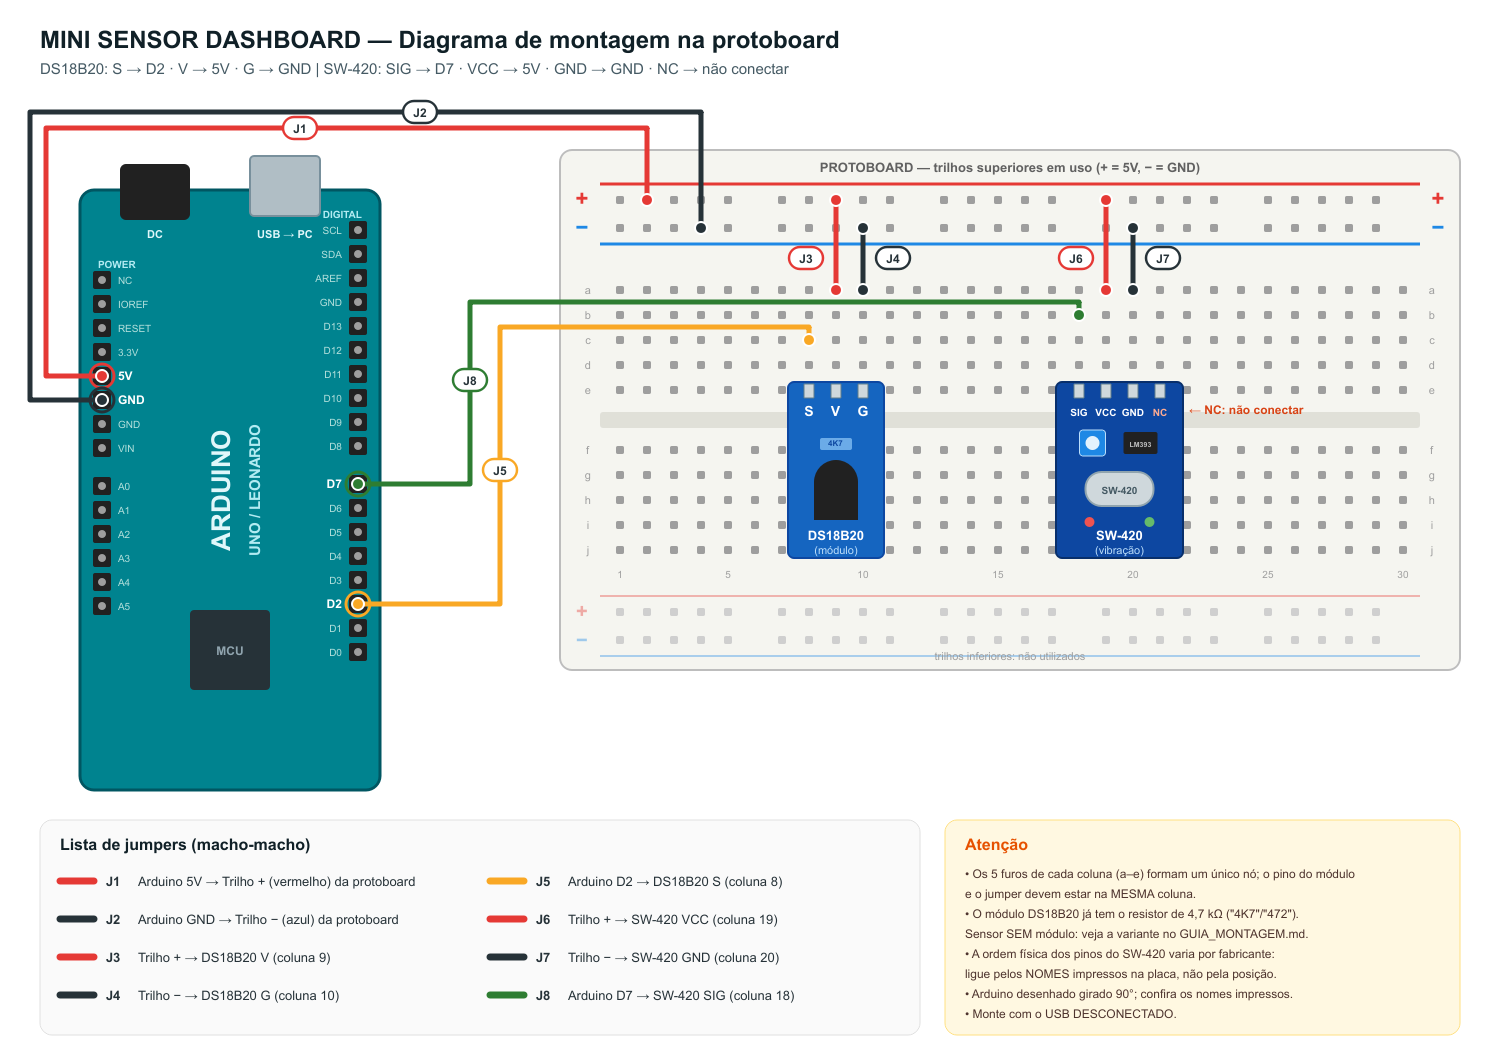 MINI SENSOR DASHBOARD — Diagrama de montagem na protoboard
DS18B20: S → D2 · V → 5V · G → GND | SW-420: SIG → D7 · VCC → 5V · GND → GND · NC → não conectar
J2
J1
PROTOBOARD — trilhos superiores em uso (+ = 5V, − = GND)
+ +
− −
J3 J4 J6 J7
DC
USB → PC
DIGITAL
SCL
SDA
AREF
GND
D13
D12
D11
D10
D9
D8
D7
D6
D5
D4
D3
D2
D1
D0
POWER
NC
IOREF
RESET
3.3V
5V
GND
GND
VIN
A0
A1
A2
A3
A4
A5
ARDUINO
UNO / LEONARDO
MCU
J8
J5
a a
b b
c c
d d
e e
S V G
4K7
DS18B20
(módulo)
SIG VCC GND NC
← NC: não conectar
LM393
SW-420
SW-420
(vibração)
f f
g g
h h
i i
j j
1 5 10 15 20 25 30
+
−
trilhos inferiores: não utilizados
Lista de jumpers (macho-macho)
J1 Arduino 5V → Trilho + (vermelho) da protoboard
J2 Arduino GND → Trilho − (azul) da protoboard
J3 Trilho + → DS18B20 V (coluna 9)
J4 Trilho − → DS18B20 G (coluna 10)
J5 Arduino D2 → DS18B20 S (coluna 8)
J6 Trilho + → SW-420 VCC (coluna 19)
J7 Trilho − → SW-420 GND (coluna 20)
J8 Arduino D7 → SW-420 SIG (coluna 18)
Atenção
• Os 5 furos de cada coluna (a–e) formam um único nó; o pino do módulo
e o jumper devem estar na MESMA coluna.
• O módulo DS18B20 já tem o resistor de 4,7 kΩ ("4K7"/"472").
Sensor SEM módulo: veja a variante no GUIA_MONTAGEM.md.
• A ordem física dos pinos do SW-420 varia por fabricante:
ligue pelos NOMES impressos na placa, não pela posição.
• Arduino desenhado girado 90°; confira os nomes impressos.
• Monte com o USB DESCONECTADO.